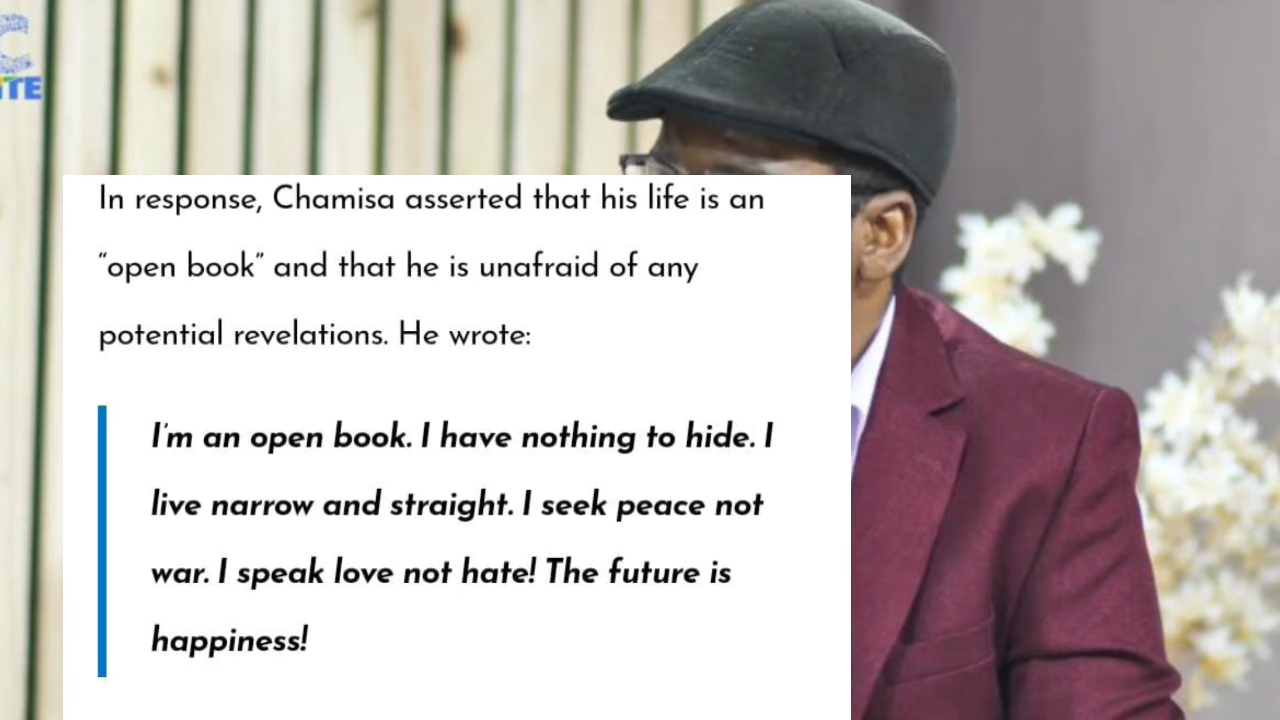 In response, Chamisa asserted that his life is an
“open book” and that he is unafraid of any
potential revelations. He wrote:
I’m an open book. I have nothing to hide. I
live narrow and straight. I seek peace not
war. I speak love not hate! The future is
happiness!